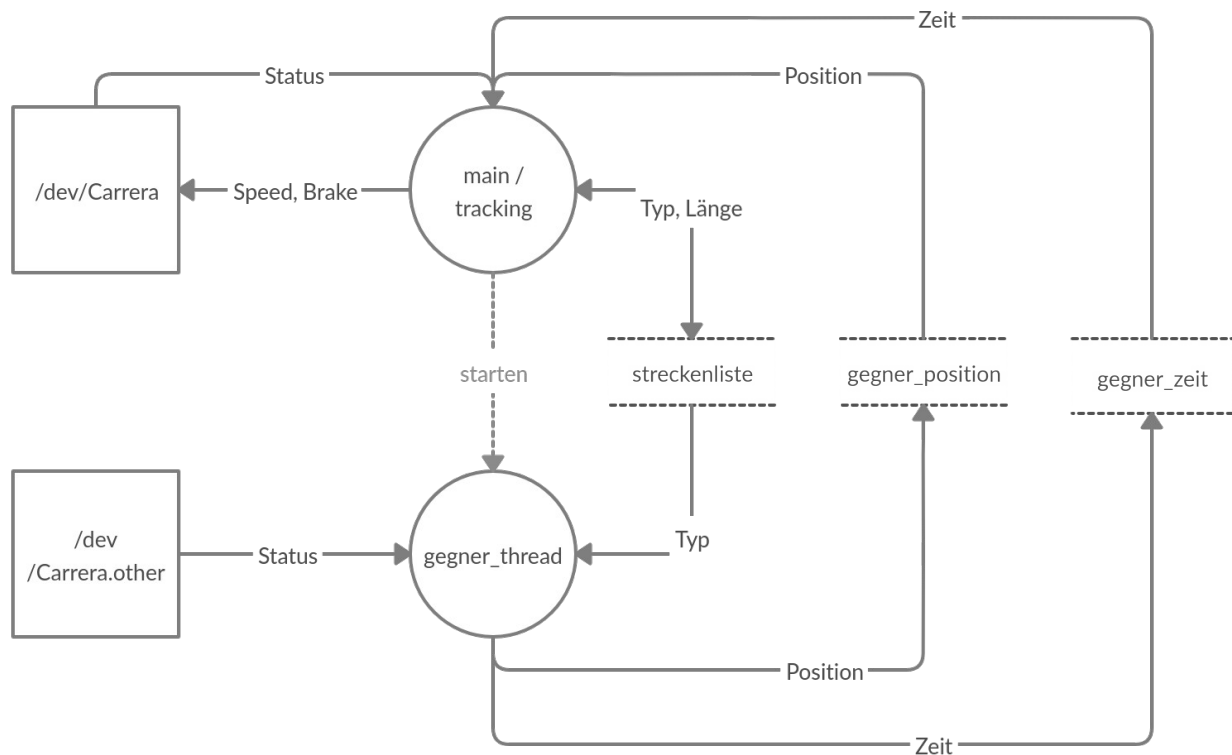 Zeit
Status
Position
/dev/Carrera
Speed, Brake
main /
tracking
Typ, Länge
starten
streckenliste
gegner_position
gegner_zeit
/dev
/Carrera.other
Status
gegner_thread
Typ
Position
Zeit